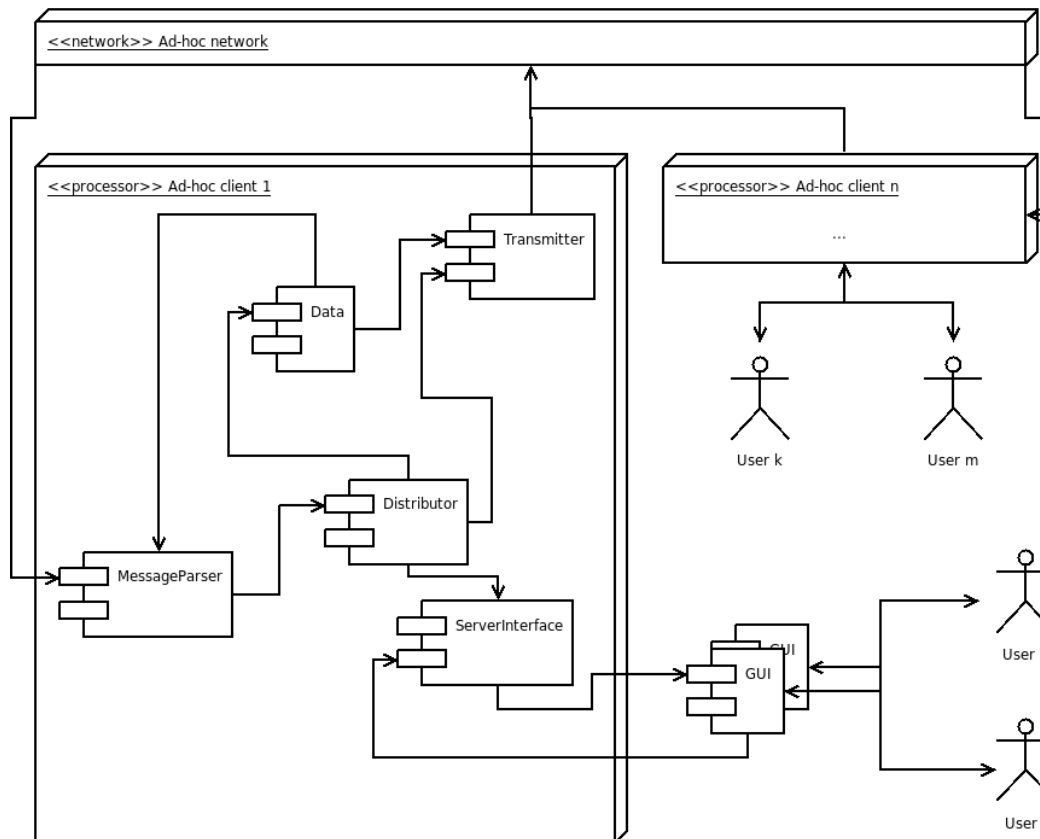 <<network>> Ad-hoc network
<<processor>> Ad-hoc client 1
<<processor>> Ad-hoc client n
Transmitter
...
Data
User k
User m
Distributor
MessageParser
ServerInterface
User
GUI
GUI
User